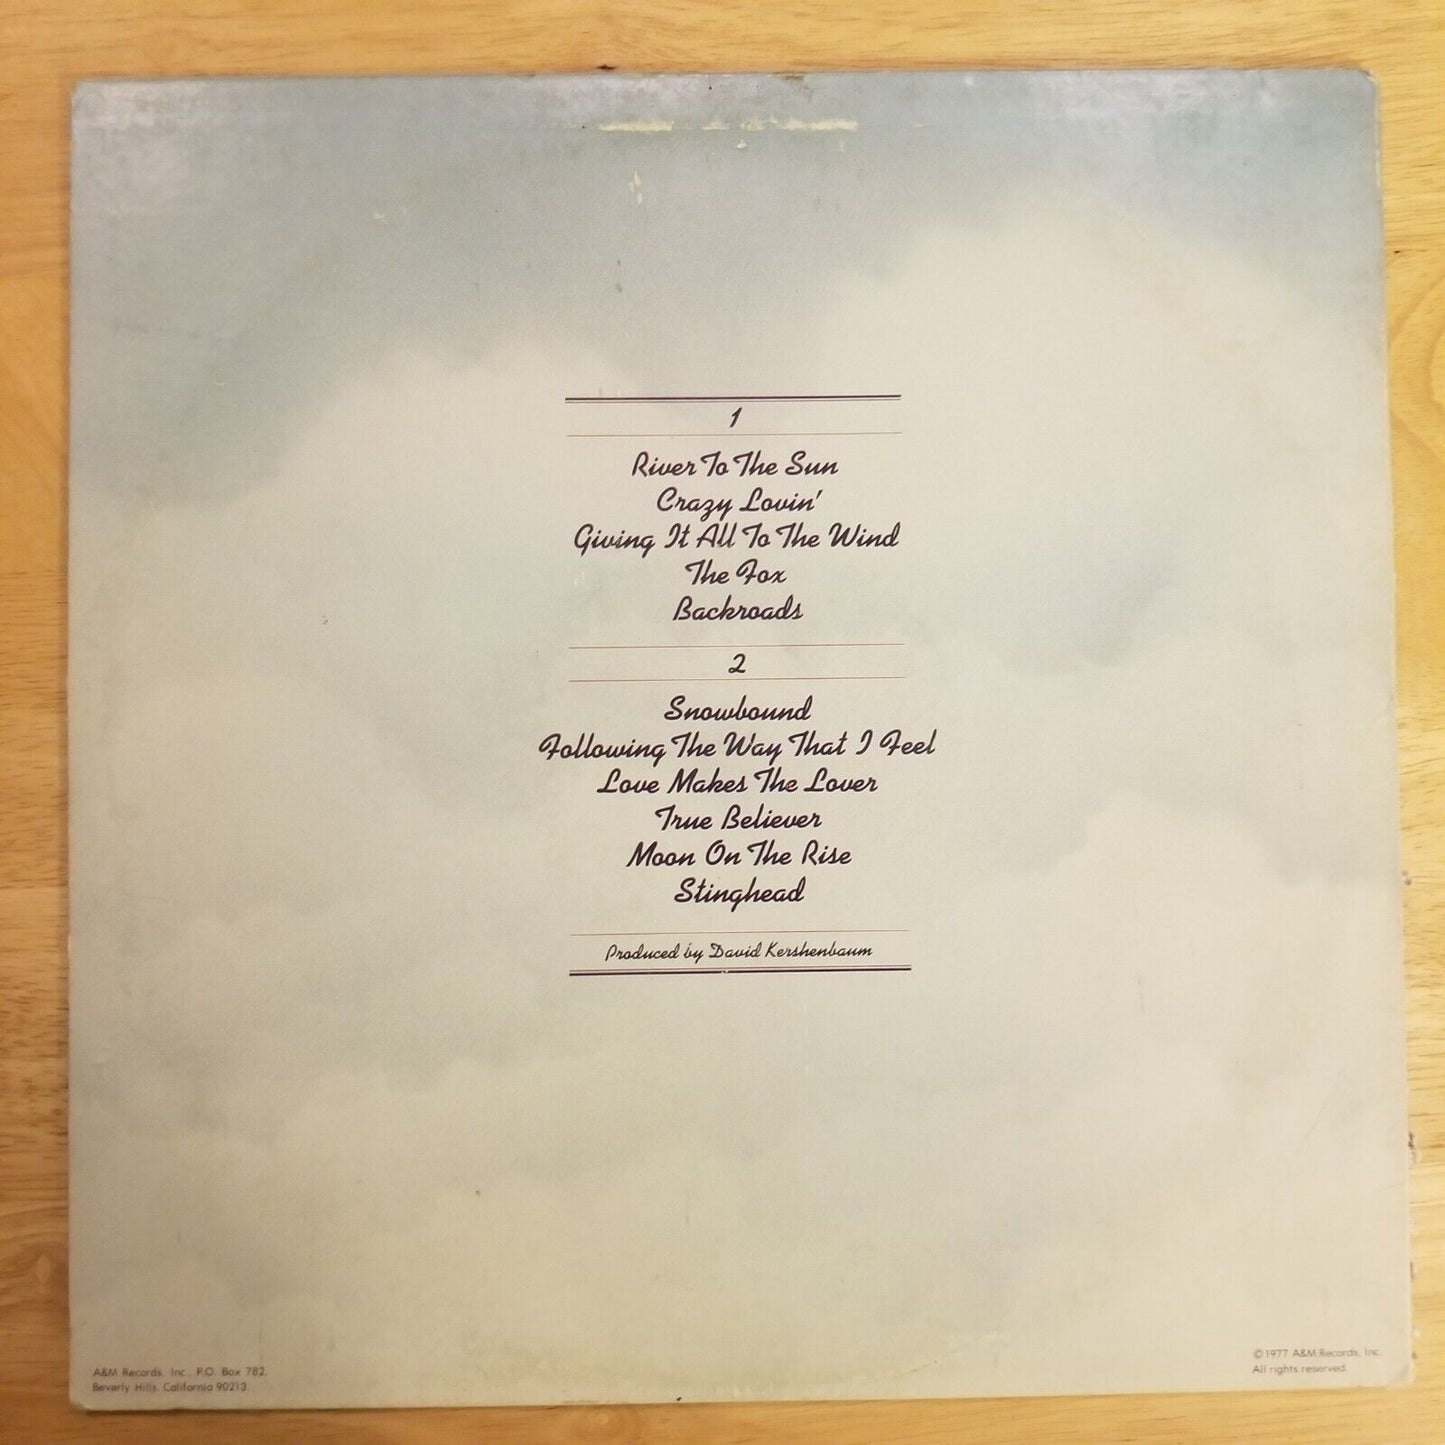 1
River To The Sun
Crazy Lovin'
Giving It All To The Wind
The Fox
Backroads
2
Snowbound
Following The Way That I Feel
Love Makes The Lover
True Believer
Moon On The Rise
Stinghead
Produced by David Kershenbaum
A&M Records, Inc. P.O. Box 782,
Beverly Hills, California 90213.
©1977 A&M Records, Inc.
All rights reserved.